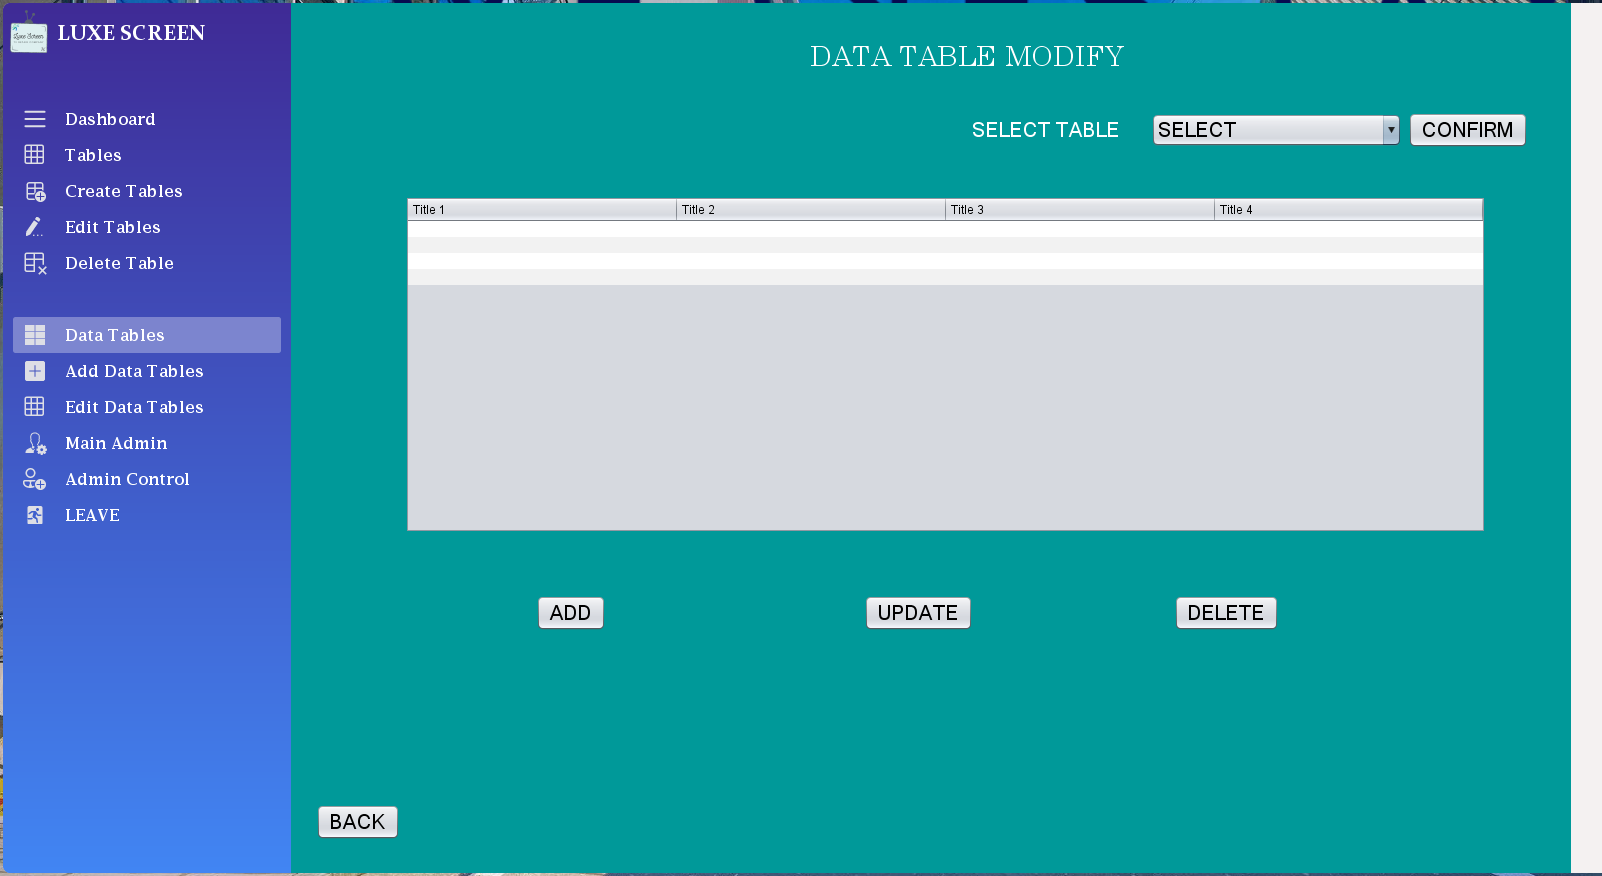 LUXE SCREEN
Dashboard
Tables
Create Tables
Edit Tables
Delete Table
Data Tables
Add Data Tables
Edit Data Tables
Main Admin
Admin Control
LEAVE
DATA TABLE MODIFY
SELECT TABLE SELECT CONFIRM
Title 1 Title 2 Title 3 Title 4
ADD UPDATE DELETE
BACK